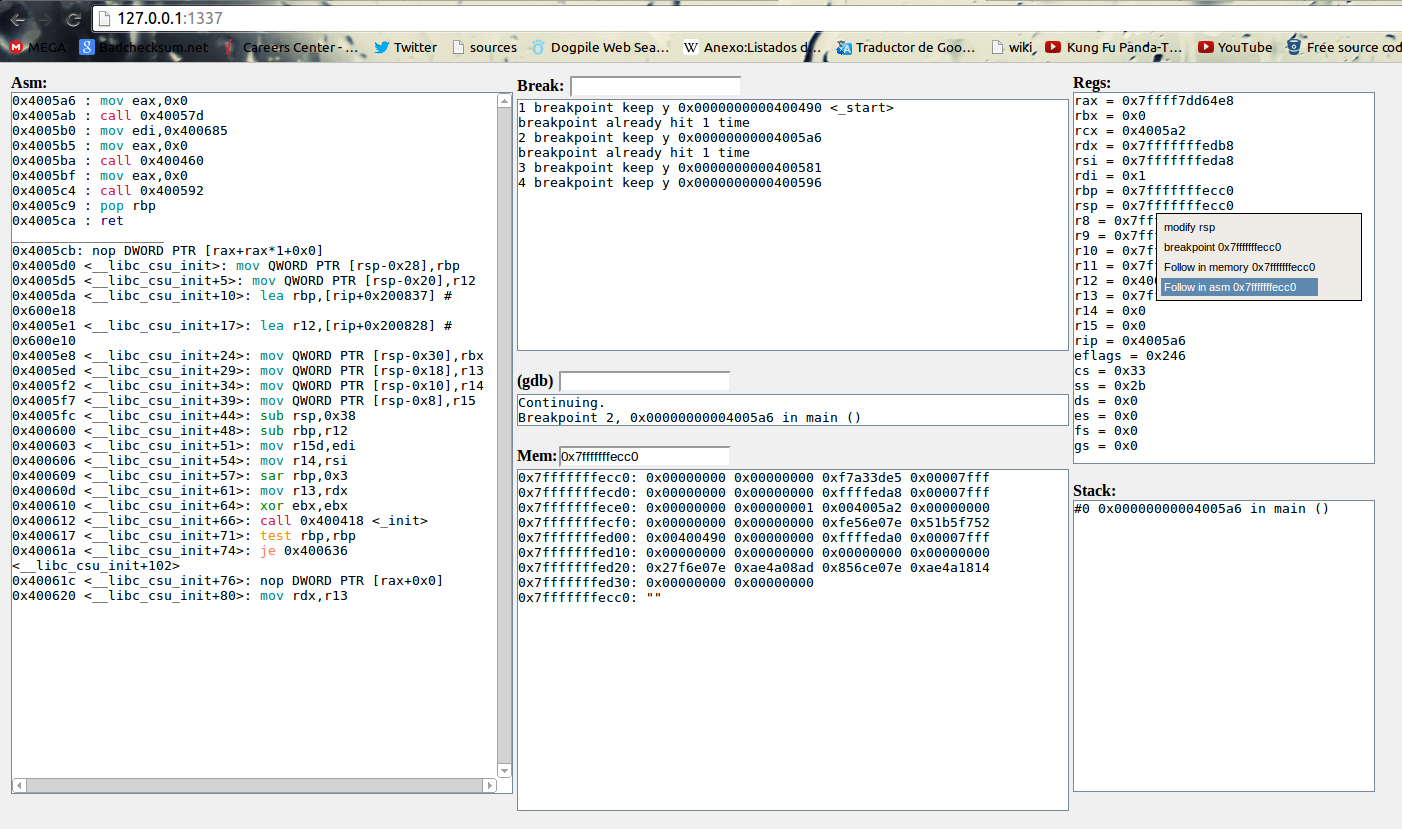 127.0.0.1:1337
MEGA Badchecksum.net Careers Center - ... Twitter sources Dogpile Web Sea... Anexo:Listados d... Traductor de Goo... wiki, Kung Fu Panda-T... YouTube Free source cod
Asm:
0x4005a6 : mov eax,0x0
0x4005ab : call 0x40057d
0x4005b0 : mov edi,0x400685
0x4005b5 : mov eax,0x0
0x4005ba : call 0x400460
0x4005bf : mov eax,0x0
0x4005c4 : call 0x400592
0x4005c9 : pop rbp
0x4005ca : ret
___________________
0x4005cb: nop DWORD PTR [rax+rax*1+0x0]
0x4005d0 <__libc_csu_init>: mov QWORD PTR [rsp-0x28],rbp
0x4005d5 <__libc_csu_init+5>: mov QWORD PTR [rsp-0x20],r12
0x4005da <__libc_csu_init+10>: lea rbp,[rip+0x200837] #
0x600e18
0x4005e1 <__libc_csu_init+17>: lea r12,[rip+0x200828] #
0x600e10
0x4005e8 <__libc_csu_init+24>: mov QWORD PTR [rsp-0x30],rbx
0x4005ed <__libc_csu_init+29>: mov QWORD PTR [rsp-0x18],r13
0x4005f2 <__libc_csu_init+34>: mov QWORD PTR [rsp-0x10],r14
0x4005f7 <__libc_csu_init+39>: mov QWORD PTR [rsp-0x8],r15
0x4005fc <__libc_csu_init+44>: sub rsp,0x38
0x400600 <__libc_csu_init+48>: sub rbp,r12
0x400603 <__libc_csu_init+51>: mov r15d,edi
0x400606 <__libc_csu_init+54>: mov r14,rsi
0x400609 <__libc_csu_init+57>: sar rbp,0x3
0x40060d <__libc_csu_init+61>: mov r13,rdx
0x400610 <__libc_csu_init+64>: xor ebx,ebx
0x400612 <__libc_csu_init+66>: call 0x400418 <_init>
0x400617 <__libc_csu_init+71>: test rbp,rbp
0x40061a <__libc_csu_init+74>: je 0x400636
<__libc_csu_init+102>
0x40061c <__libc_csu_init+76>: nop DWORD PTR [rax+0x0]
0x400620 <__libc_csu_init+80>: mov rdx,r13
Break:
1 breakpoint keep y 0x0000000000400490 <_start>
breakpoint already hit 1 time
2 breakpoint keep y 0x00000000004005a6
breakpoint already hit 1 time
3 breakpoint keep y 0x0000000000400581
4 breakpoint keep y 0x0000000000400596
(gdb)
Continuing.
Breakpoint 2, 0x00000000004005a6 in main ()
Mem: 0x7fffffffecc0
0x7fffffffecc0: 0x00000000 0x00000000 0xf7a33de5 0x00007fff
0x7fffffffecd0: 0x00000000 0x00000000 0xffffeda8 0x00007fff
0x7fffffffece0: 0x00000000 0x00000001 0x004005a2 0x00000000
0x7fffffffecf0: 0x00000000 0x00000000 0xfe56e07e 0x51b5f752
0x7fffffffed00: 0x00400490 0x00000000 0xffffeda0 0x00007fff
0x7fffffffed10: 0x00000000 0x00000000 0x00000000 0x00000000
0x7fffffffed20: 0x27f6e07e 0xae4a08ad 0x856ce07e 0xae4a1814
0x7fffffffed30: 0x00000000 0x00000000
0x7fffffffecc0: ""
Regs:
rax = 0x7ffff7dd64e8
rbx = 0x0
rcx = 0x4005a2
rdx = 0x7fffffffedb8
rsi = 0x7fffffffeda8
rdi = 0x1
rbp = 0x7fffffffecc0
rsp = 0x7fffffffecc0
r8 = 0x7fff
r9 = 0x7fff
r10 = 0x7ff
r11 = 0x7ff
r12 = 0x400
r13 = 0x7ff
r14 = 0x0
r15 = 0x0
rip = 0x4005a6
eflags = 0x246
cs = 0x33
ss = 0x2b
ds = 0x0
es = 0x0
fs = 0x0
gs = 0x0
modify rsp
breakpoint 0x7fffffffecc0
Follow in memory 0x7fffffffecc0
Follow in asm 0x7fffffffecc0
Stack:
#0 0x00000000004005a6 in main ()